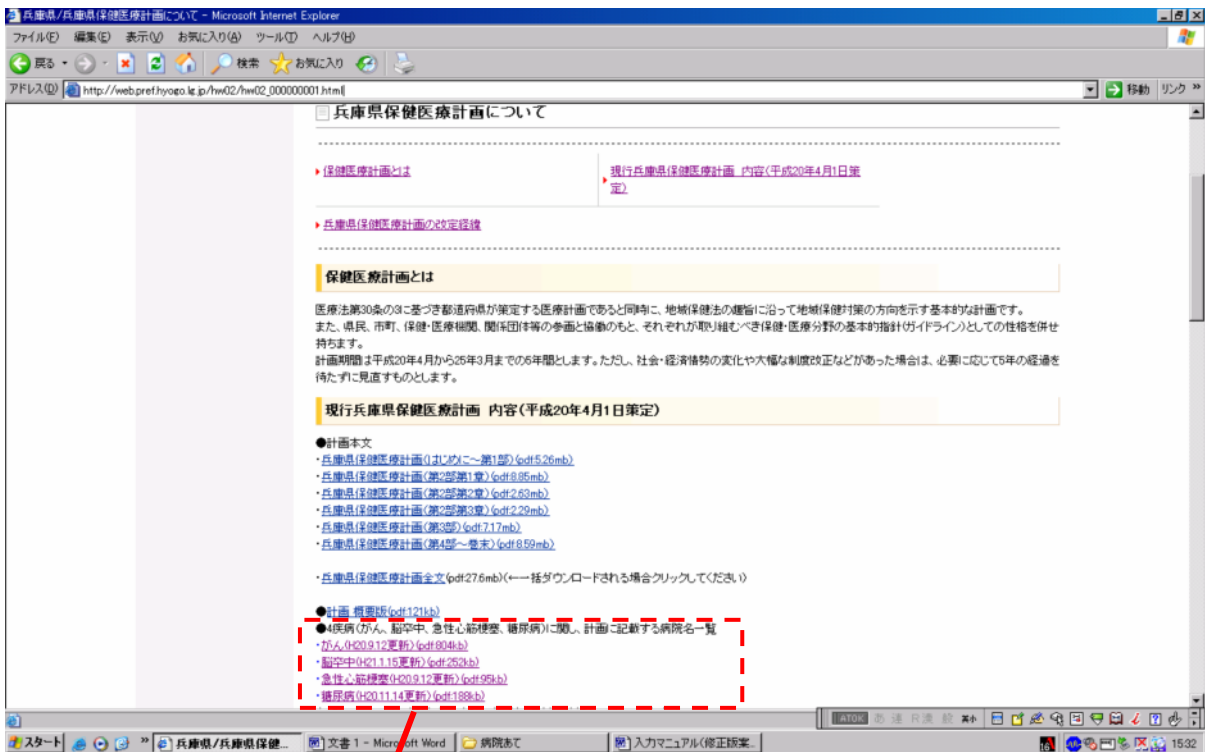 兵庫県/兵庫県保健医療計画について - Microsoft Internet Explorer
ファイル(F) 編集(E) 表示(V) お気に入り(A) ツール(T) ヘルプ(H)
戻る 検索 お気に入り
アドレス(D) http://web.pref.hyogo.lg.jp/hw02/hw02_000000001.html 移動 リンク »
兵庫県保健医療計画について
保健医療計画とは
現行兵庫県保健医療計画 内容(平成20年4月1日策
定)
兵庫県保健医療計画の改定経緯
保健医療計画とは
医療法第30条の3に基づき都道府県が策定する医療計画であると同時に、地域保健法の趣旨に沿って地域保健対策の方向を示す基本的な計画です。
また、県民、市町、保健・医療機関、関係団体等の参画と協働のもと、それぞれが取り組むべき保健・医療分野の基本的指針(ガイドライン)としての性格を併せ
持ちます。
計画期間は平成20年4月から25年3月までの5年間とします。ただし、社会・経済情勢の変化や大幅な制度改正などがあった場合は、必要に応じて5年の経過を
待たずに見直すものとします。
現行兵庫県保健医療計画 内容(平成20年4月1日策定)
●計画本文
・兵庫県保健医療計画(はじめに～第1部)(pdf:5.26mb)
・兵庫県保健医療計画(第2部第1章)(pdf:8.85mb)
・兵庫県保健医療計画(第2部第2章)(pdf:2.63mb)
・兵庫県保健医療計画(第2部第3章)(pdf:2.29mb)
・兵庫県保健医療計画(第3部)(pdf:7.17mb)
・兵庫県保健医療計画(第4部～巻末)(pdf:8.59mb)
・兵庫県保健医療計画全文(pdf:27.6mb)(←一括ダウンロードされる場合クリックしてください)
●計画 概要版(pdf:121kb)
●4疾病(がん、脳卒中、急性心筋梗塞、糖尿病)に関し、計画に記載する病院名一覧
・がん(H20.9.12更新)(pdf:804kb)
・脳卒中(H21.1.15更新)(pdf:252kb)
・急性心筋梗塞(H20.9.12更新)(pdf:95kb)
・糖尿病(H20.11.14更新)(pdf:188kb)
ATOK あ 連 R漢 般 英小
スタート » 兵庫県/兵庫県保健... 文書 1 - Microsoft Word 病院あて 入力マニュアル(修正版案... 15:32